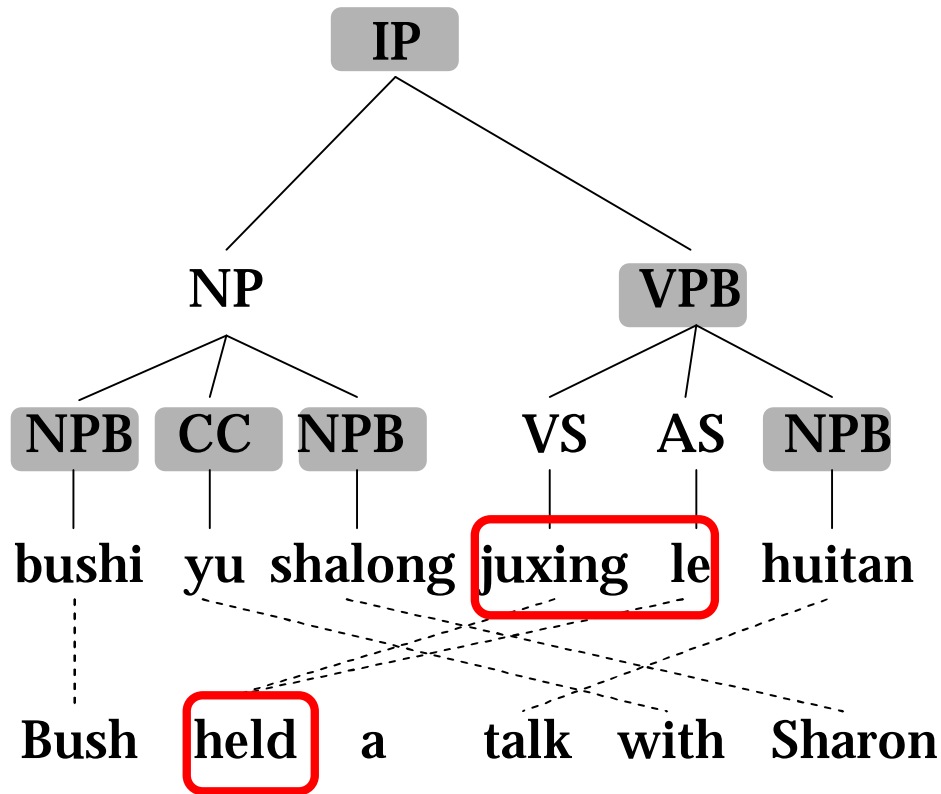 IP
NP VPB
NPB CC NPB VS AS NPB
bushi yu shalong juxing le huitan
Bush held a talk with Sharon